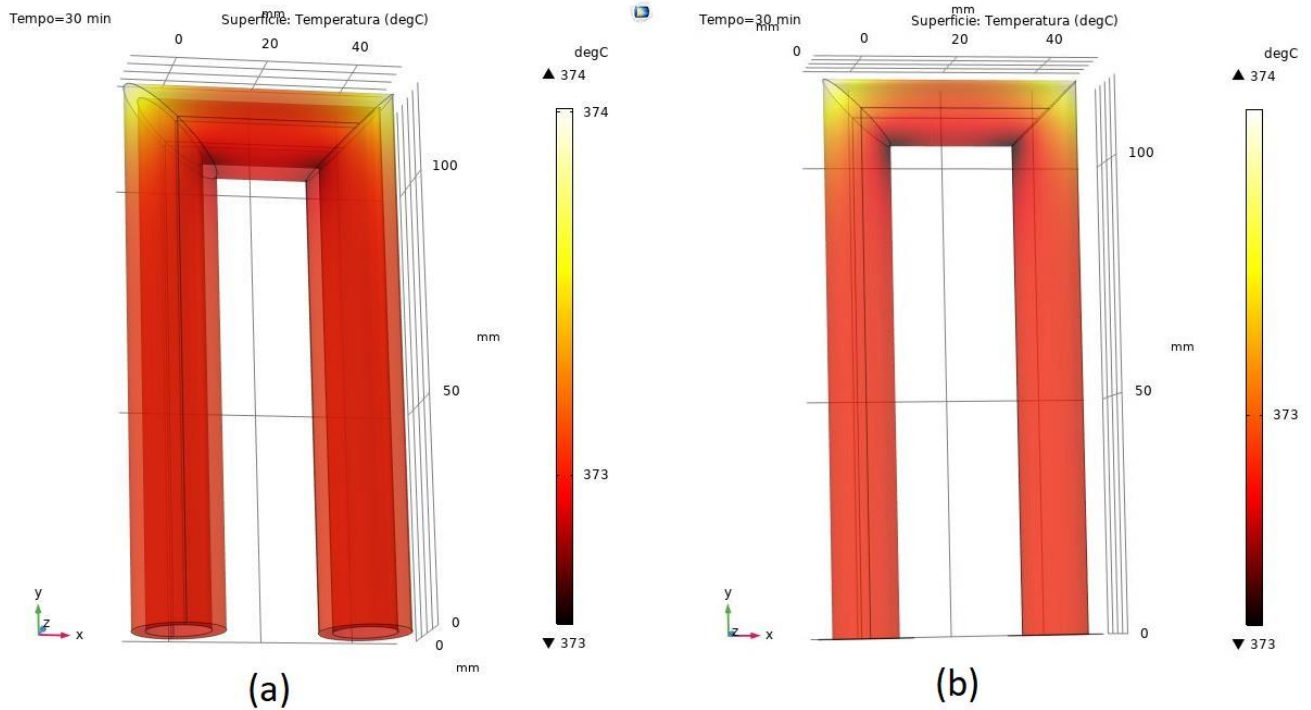 Tempo=30 min
mm
Superfície: Temperatura (degC)
0
20
40
degC
▲ 374
374
100
mm
50
373
y
z
x
0
0
mm
▼ 373
(a)
Tempo=30 min
mm
mm
Superfície: Temperatura (degC)
0
0
20
40
degC
▲ 374
100
mm
50
373
y
z
x
0
▼ 373
(b)